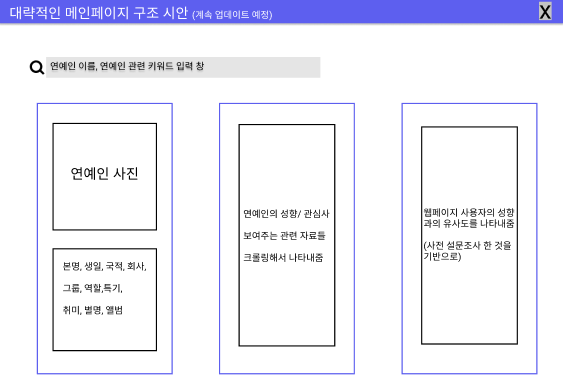 대략적인 메인페이지 구조 시안 (계속 업데이트 예정)
X
연예인 이름, 연예인 관련 키워드 입력 창
연예인 사진
본명, 생일, 국적, 회사,
그룹, 역할,특기,
취미, 별명, 앨범
연예인의 성향/ 관심사
보여주는 관련 자료들
크롤링해서 나타내줌
웹페이지 사용자의 성향
과의 유사도를 나타내줌
(사전 설문조사 한 것을
기반으로)